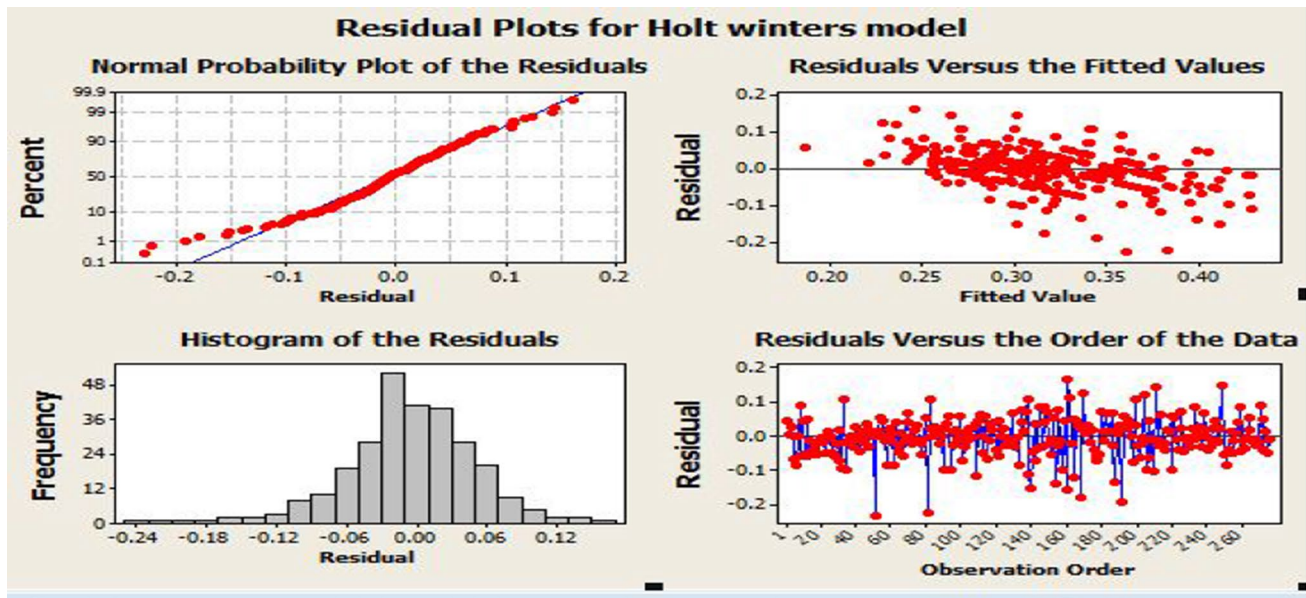 Residual Plots for Holt winters model
Normal Probability Plot of the Residuals
99.9
99
90
50
10
1
0.1
Percent
-0.2 -0.1 0.0 0.1 0.2
Residual
Residuals Versus the Fitted Values
0.2
0.1
0.0
-0.1
-0.2
Residual
0.20 0.25 0.30 0.35 0.40
Fitted Value
Histogram of the Residuals
48
36
24
12
0
Frequency
-0.24 -0.18 -0.12 -0.06 0.00 0.06 0.12
Residual
Residuals Versus the Order of the Data
0.2
0.1
0.0
-0.1
-0.2
Residual
1 20 40 60 80 100 120 140 160 180 200 220 240 260
Observation Order